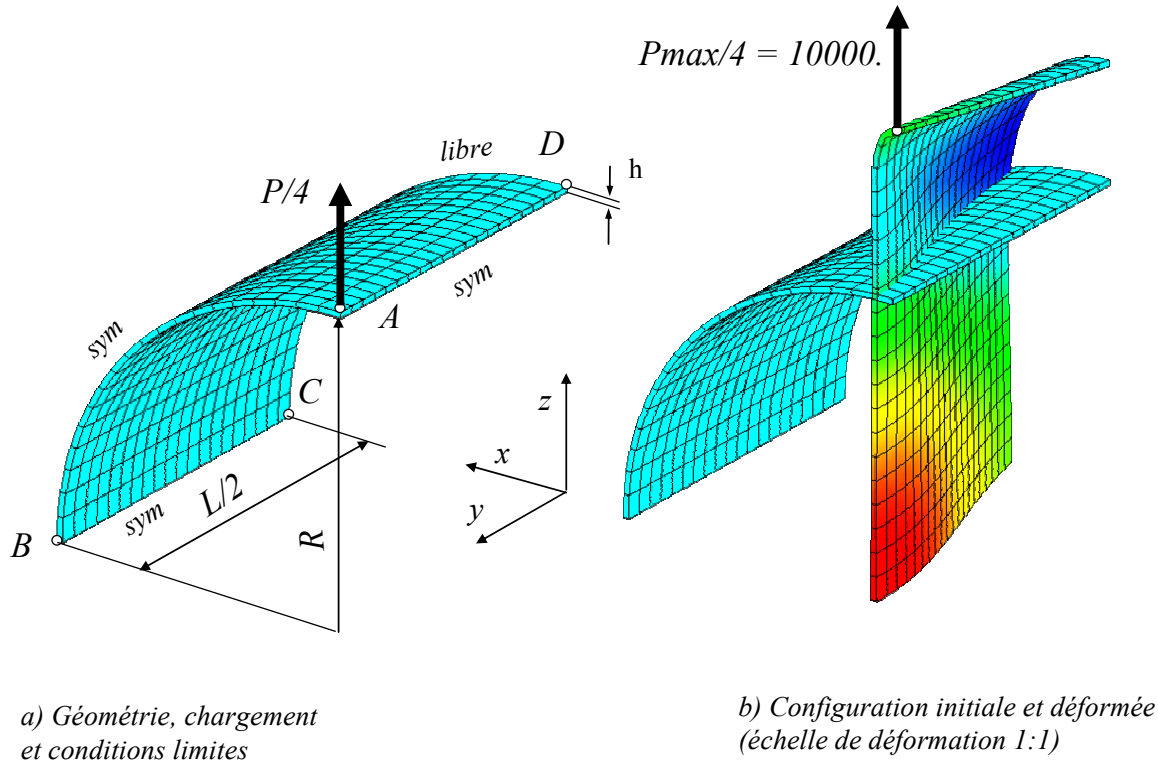 Pmax/4 = 10000.
libre
D
h
P/4
sym
A
sym
C
z
x
y
L/2
sym
R
B
a) Géométrie, chargement
et conditions limites
b) Configuration initiale et déformée
(échelle de déformation 1:1)